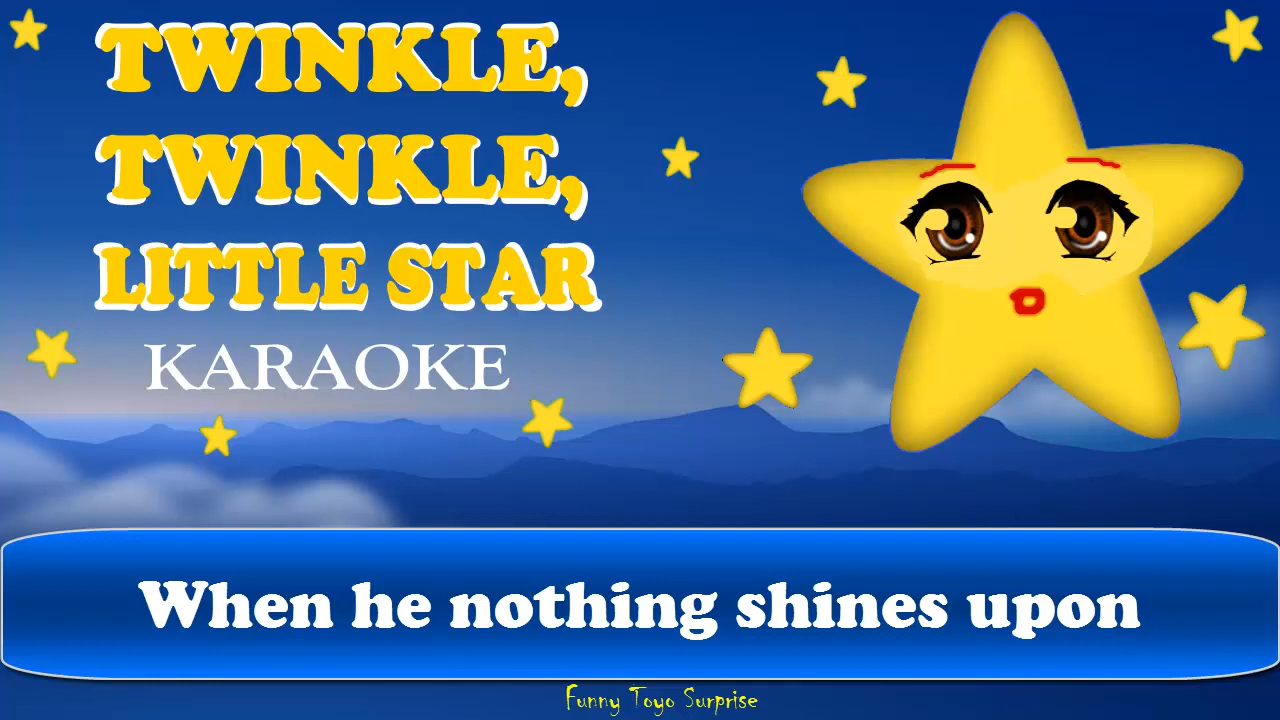 TWINKLE,
TWINKLE,
LITTLE STAR
KARAOKE
When he nothing shines upon
Funny Toyo Surprise